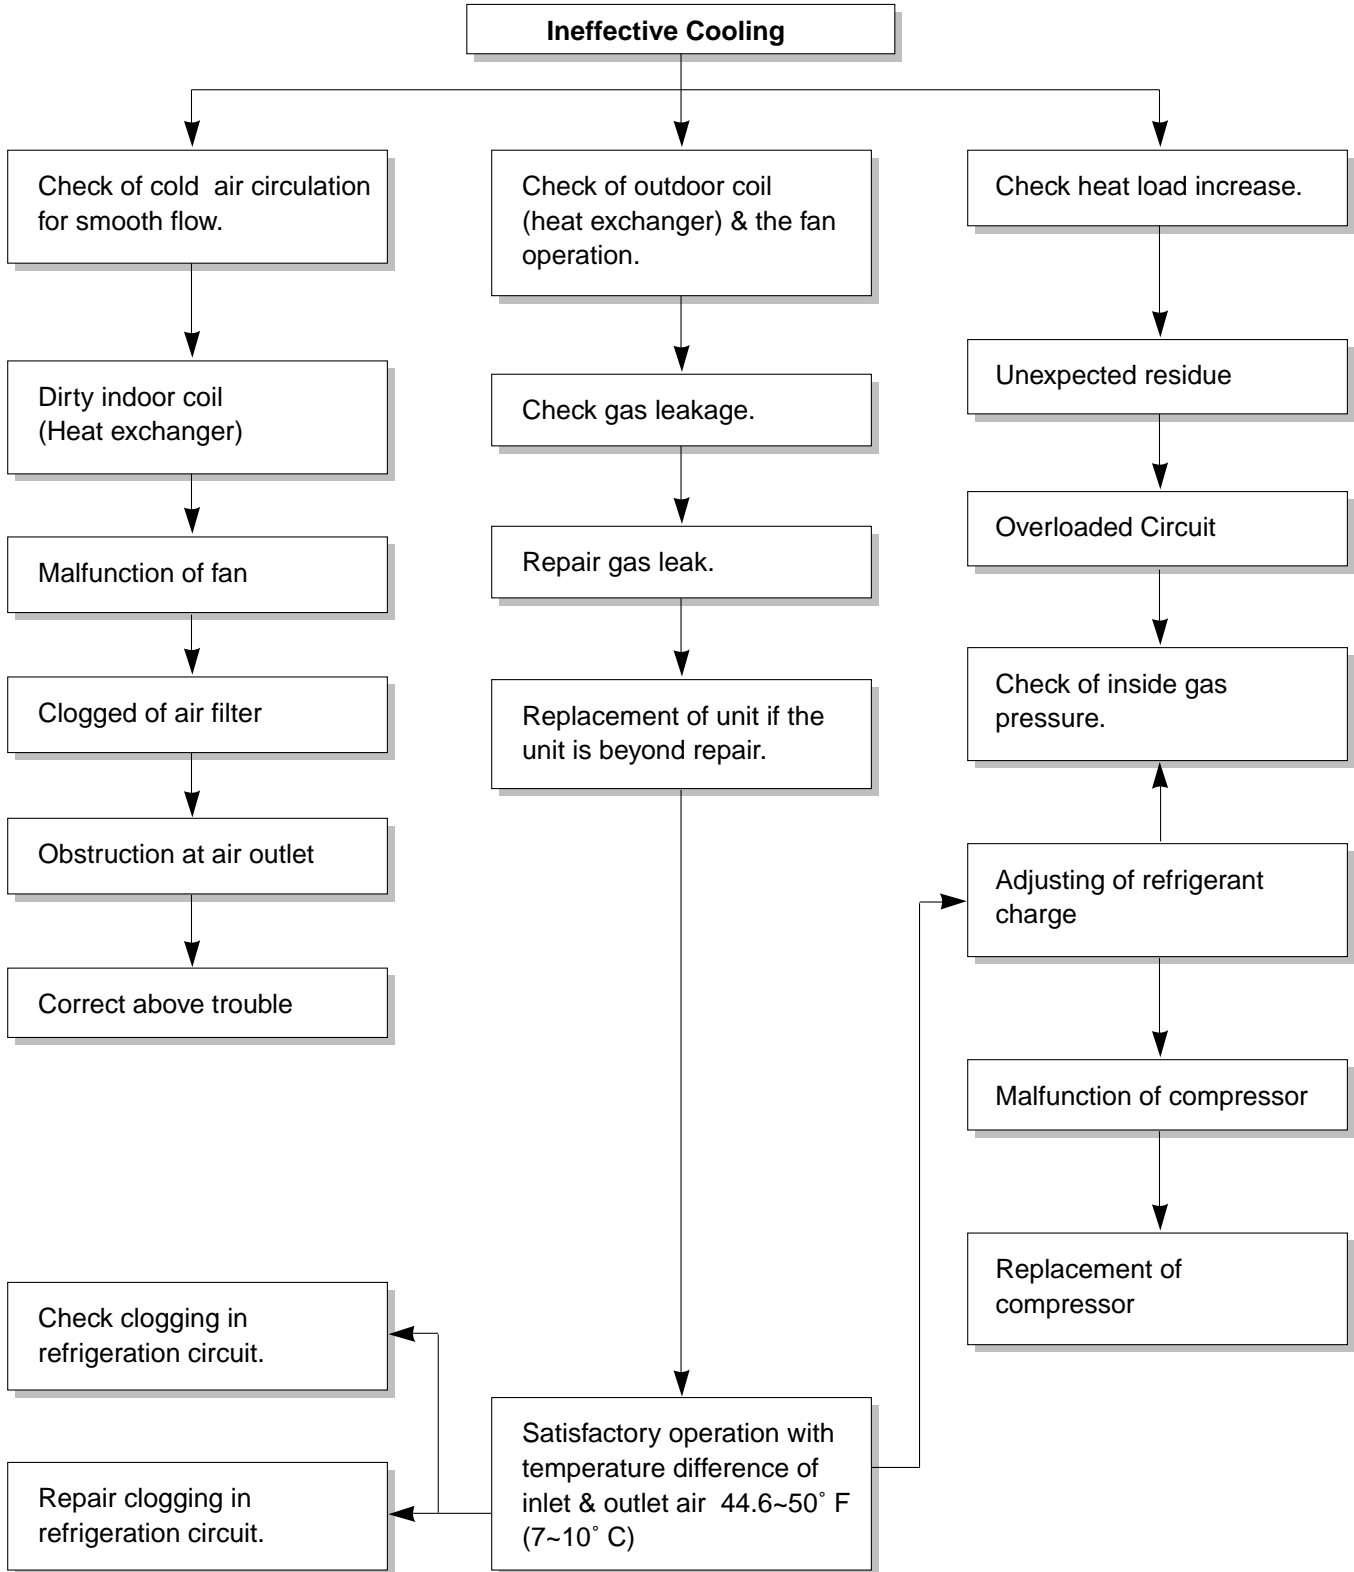 Ineffective Cooling
Check of cold air circulation
for smooth flow.
Dirty indoor coil
(Heat exchanger)
Malfunction of fan
Clogged of air filter
Obstruction at air outlet
Correct above trouble
Check of outdoor coil
(heat exchanger) & the fan
operation.
Check gas leakage.
Repair gas leak.
Replacement of unit if the
unit is beyond repair.
Satisfactory operation with
temperature difference of
inlet & outlet air 44.6~50˚ F
(7~10˚ C)
Check clogging in
refrigeration circuit.
Repair clogging in
refrigeration circuit.
Check heat load increase.
Unexpected residue
Overloaded Circuit
Check of inside gas
pressure.
Adjusting of refrigerant
charge
Malfunction of compressor
Replacement of
compressor